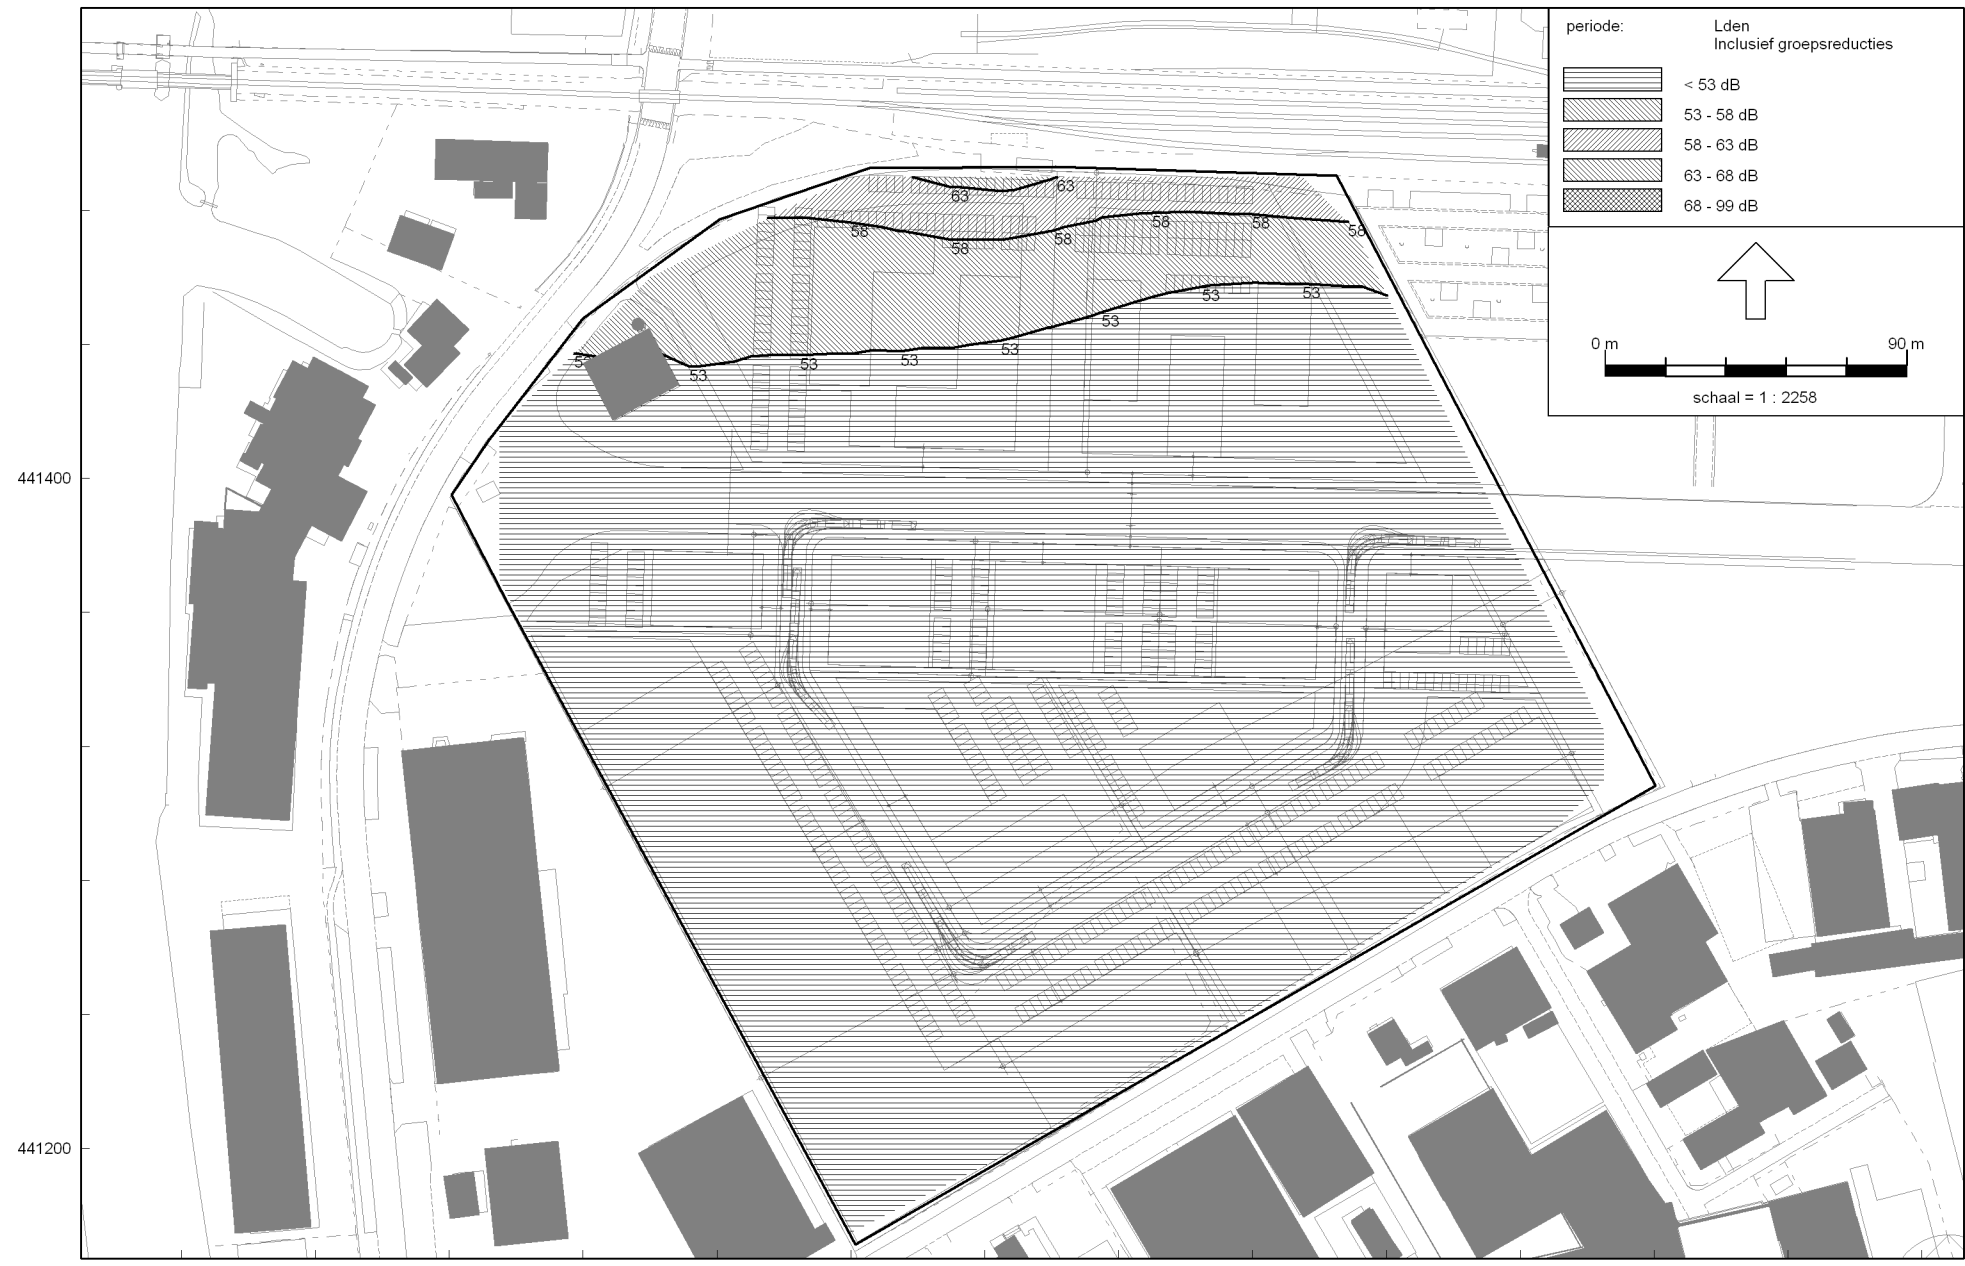 periode: Lden
Inclusief groepsreducties
< 53 dB
53 - 58 dB
58 - 63 dB
63 - 68 dB
68 - 99 dB
0 m 90 m
schaal = 1 : 2258
63 63
58 58 58 58 58 58
53 53 53 53 53 53 53 53
441400
441200